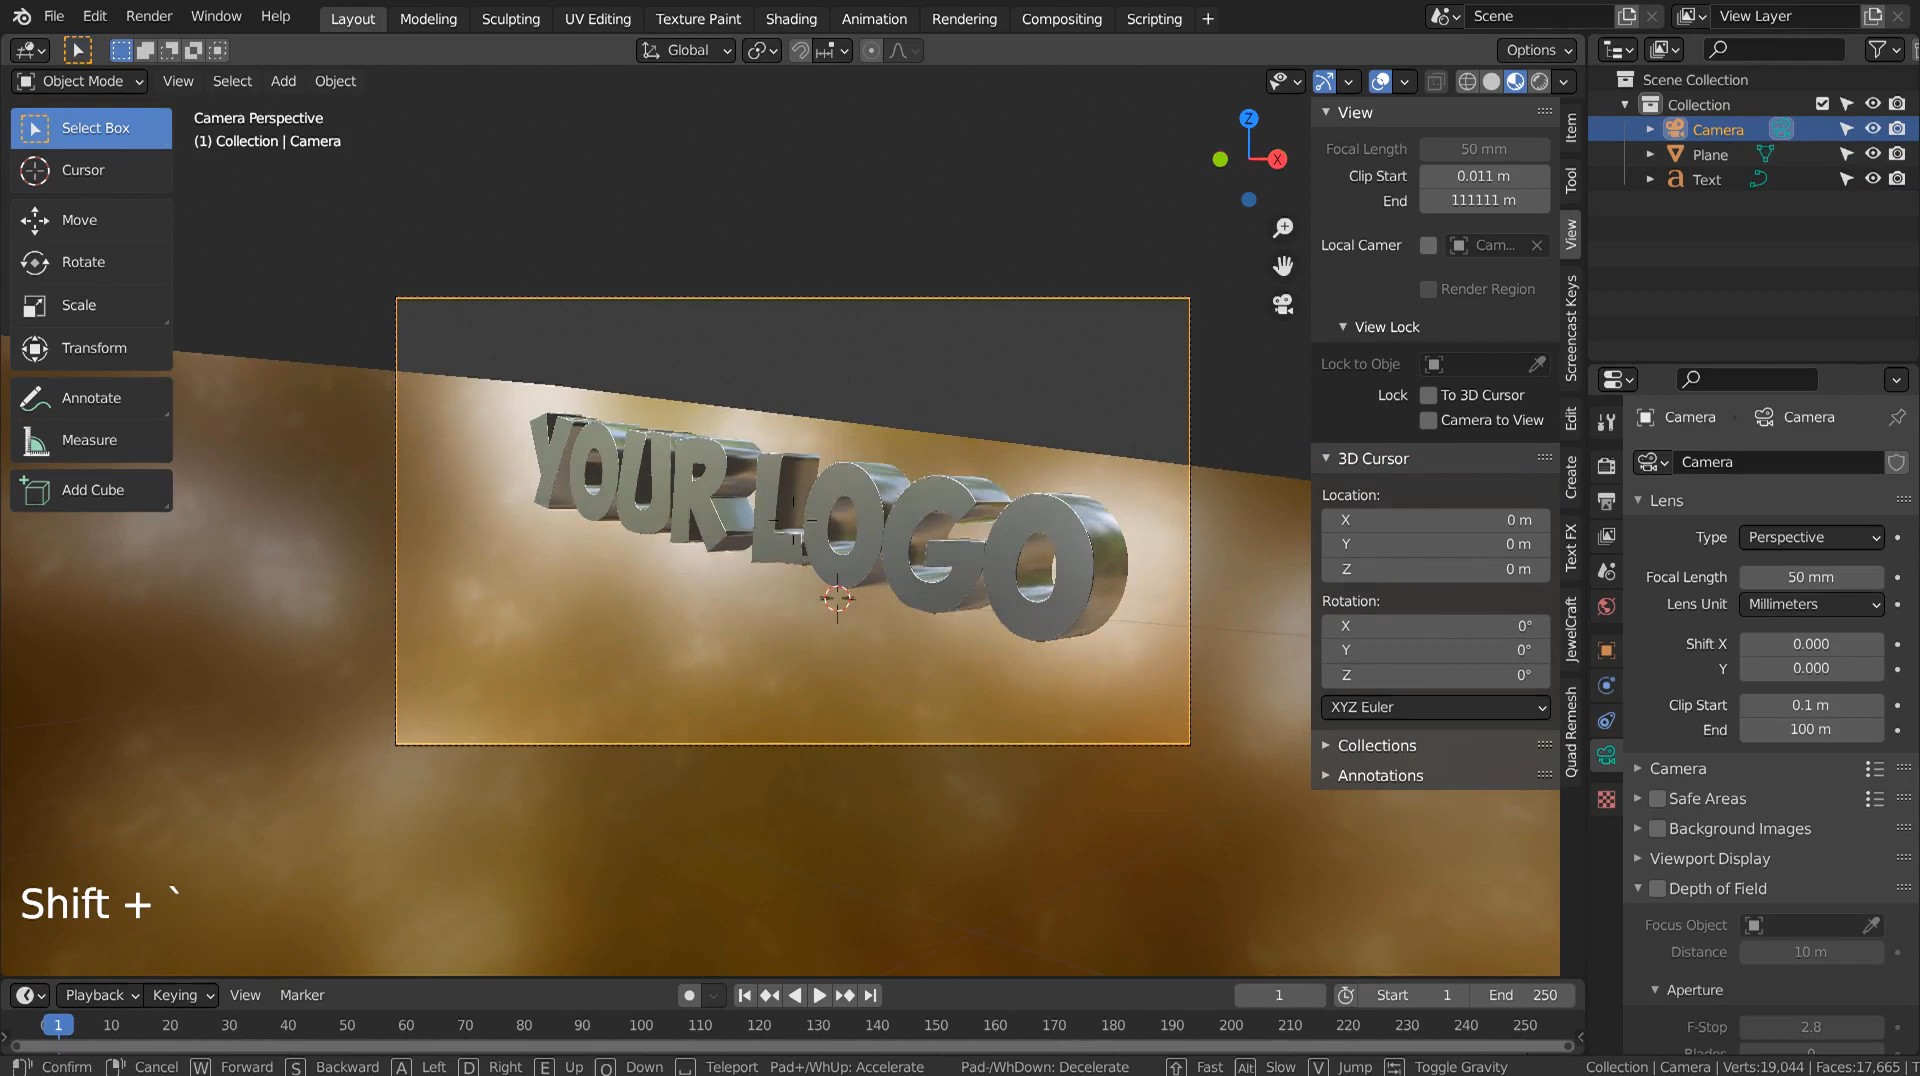 File Edit Render Window Help Layout Modeling Sculpting UV Editing Texture Paint Shading Animation Rendering Compositing Scripting + Scene View Layer
Global Options
Object Mode View Select Add Object
Select Box
Cursor
Move
Rotate
Scale
Transform
Annotate
Measure
Add Cube
Camera Perspective
(1) Collection | Camera
YOUR LOGO
Shift + `
Z
X
View
Focal Length 50 mm
Clip Start 0.011 m
End 111111 m
Local Camer Cam...
Render Region
View Lock
Lock to Obje
Lock To 3D Cursor
Camera to View
3D Cursor
Location:
X 0 m
Y 0 m
Z 0 m
Rotation:
X 0°
Y 0°
Z 0°
XYZ Euler
Collections
Annotations
Item
Tool
View
Screencast Keys
Edit
Create
Text FX
JewelCraft
Quad Remesh
Scene Collection
Collection
Camera
Plane
Text
Camera Camera
Camera
Lens
Type Perspective
Focal Length 50 mm
Lens Unit Millimeters
Shift X 0.000
Y 0.000
Clip Start 0.1 m
End 100 m
Camera
Safe Areas
Background Images
Viewport Display
Depth of Field
Focus Object
Distance 10 m
Aperture
F-Stop 2.8
Playback Keying View Marker 1 Start 1 End 250
1 10 20 30 40 50 60 70 80 90 100 110 120 130 140 150 160 170 180 190 200 210 220 230 240 250
Confirm Cancel W Forward S Backward A Left D Right E Up Q Down Teleport Pad+/WhUp: Accelerate Pad-/WhDown: Decelerate Fast Alt Slow V Jump Toggle Gravity Collection | Camera | Verts:19,044 | Faces:17,665 | T